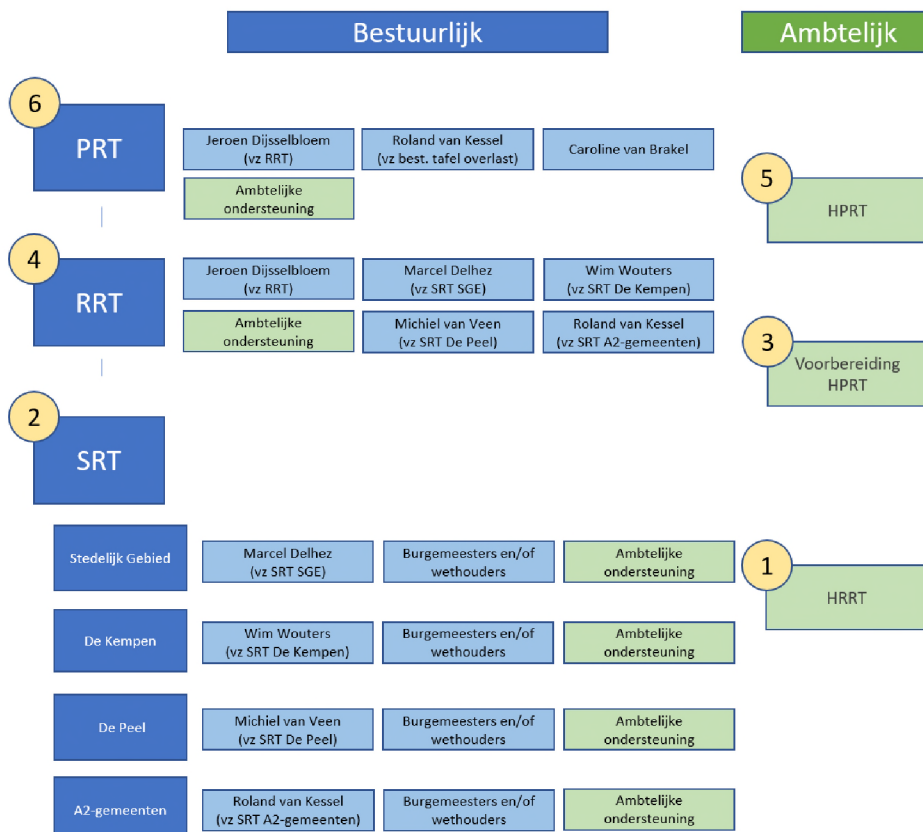 Bestuurlijk
Ambtelijk
6
PRT
Jeroen Dijsselbloem
(vz RRT)
Roland van Kessel
(vz best. tafel overlast)
Caroline van Brakel
Ambtelijke
ondersteuning
5
HPRT
4
RRT
Jeroen Dijsselbloem
(vz RRT)
Marcel Delhez
(vz SRT SGE)
Wim Wouters
(vz SRT De Kempen)
Ambtelijke
ondersteuning
Michiel van Veen
(vz SRT De Peel)
Roland van Kessel
(vz SRT A2-gemeenten)
3
Voorbereiding
HPRT
2
SRT
Stedelijk Gebied
Marcel Delhez
(vz SRT SGE)
Burgemeesters en/of
wethouders
Ambtelijke
ondersteuning
1
HRRT
De Kempen
Wim Wouters
(vz SRT De Kempen)
Burgemeesters en/of
wethouders
Ambtelijke
ondersteuning
De Peel
Michiel van Veen
(vz SRT De Peel)
Burgemeesters en/of
wethouders
Ambtelijke
ondersteuning
A2-gemeenten
Roland van Kessel
(vz SRT A2-gemeenten)
Burgemeesters en/of
wethouders
Ambtelijke
ondersteuning